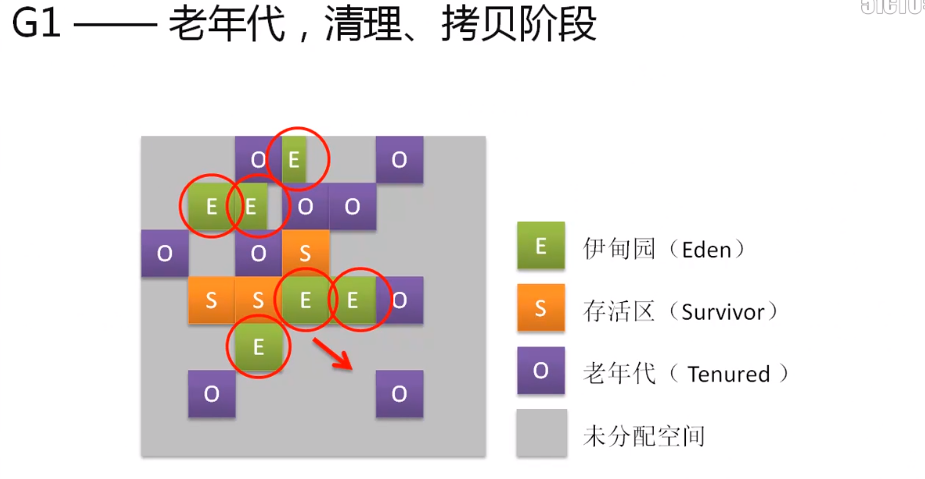 G1 —— 老年代，清理、拷贝阶段
O E O
E E O O
O O S
S S E E O
E
O O
E 伊甸园（Eden）
S 存活区（Survivor）
O 老年代（ Tenured ）
未分配空间